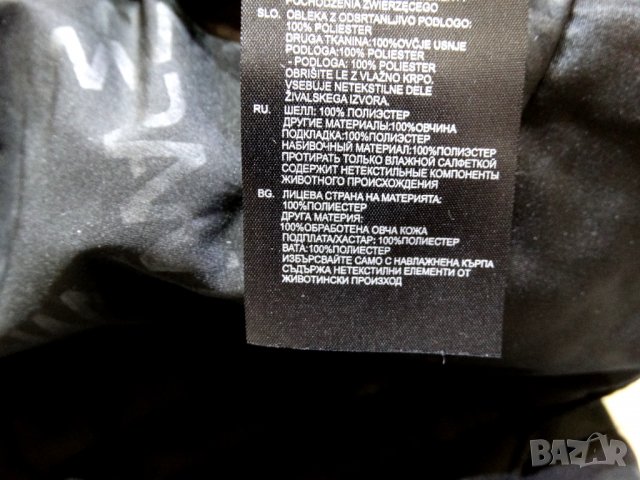 POCHODZENIA ZWIERZĘCEGO
SLO. OBLEKA Z ODSRTANLJIVO PODLOGO:
100% POLIESTER
DRUGA TKANINA:100%OVČJE USNJE
PODLOGA:100% POLIESTER
- PODLOGA: 100% POLIESTER
OBRIŠITE LE Z VLAŽNO KRPO.
VSEBUJE NETEKSTILNE DELE
ŽIVALSKEGA IZVORA.
RU. ШЕЛЛ: 100% ПОЛИЭСТЕР
ДРУГИЕ МАТЕРИАЛЫ:100%ОВЧИНА
ПОДКЛАДКА:100% ПОЛИЭСТЕР
НАБИВОЧНЫЙ МАТЕРИАЛ: 100% ПОЛИЭСТЕР
ПРОТИРАТЬ ТОЛЬКО ВЛАЖНОЙ САЛФЕТКОЙ
СОДЕРЖИТ НЕТЕКСТИЛЬНЫЕ КОМПОНЕНТЫ
ЖИВОТНОГО ПРОИСХОЖДЕНИЯ
BG. ЛИЦЕВА СТРАНА НА МАТЕРИЯТА:
100%ПОЛИЕСТЕР
ДРУГА МАТЕРИЯ:
100%ОБРАБОТЕНА ОВЧА КОЖА
ПОДПЛАТА/ХАСТАР: 100%ПОЛИЕСТЕР
ВАТА:100%ПОЛИЕСТЕР
ИЗБЪРСВАЙТЕ САМО С НАВЛАЖНЕНА КЪРПА
СЪДЪРЖА НЕТЕКСТИЛНИ ЕЛЕМЕНТИ ОТ
ЖИВОТИНСКИ ПРОИЗХОД
BAZAR